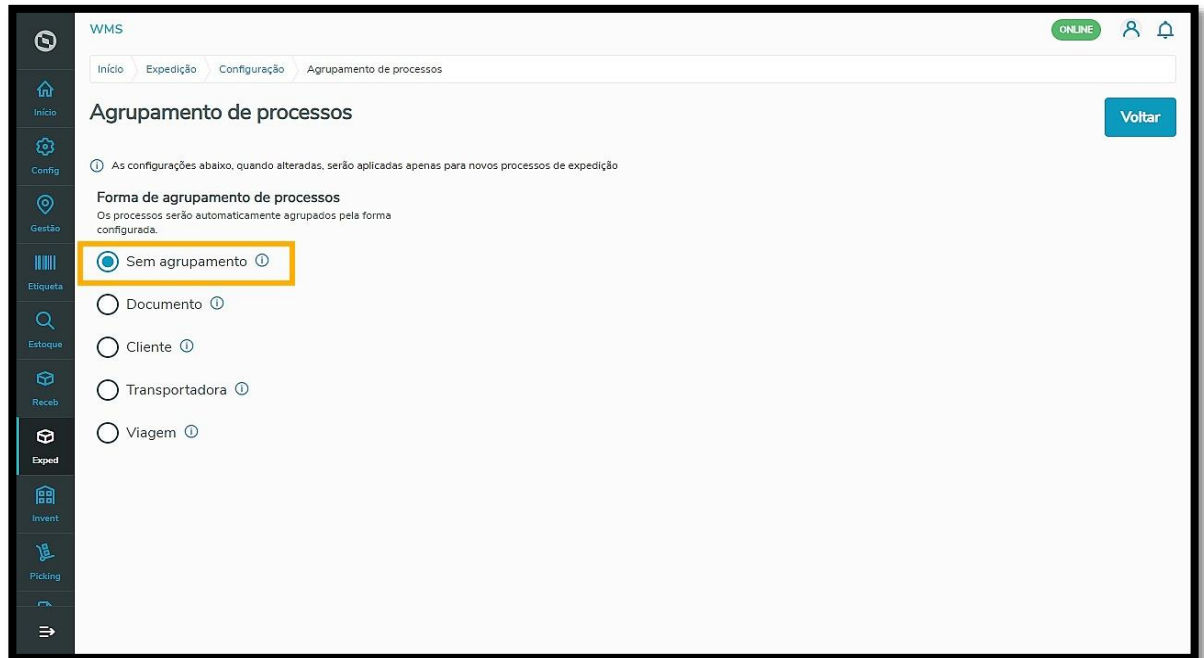 WMS
ONLINE
Início Expedição Configuração Agrupamento de processos
Agrupamento de processos
Voltar
As configurações abaixo, quando alteradas, serão aplicadas apenas para novos processos de expedição
Forma de agrupamento de processos
Os processos serão automaticamente agrupados pela forma
configurada.
Sem agrupamento
Documento
Cliente
Transportadora
Viagem
Início
Config
Gestão
Etiqueta
Estoque
Receb
Exped
Invent
Picking